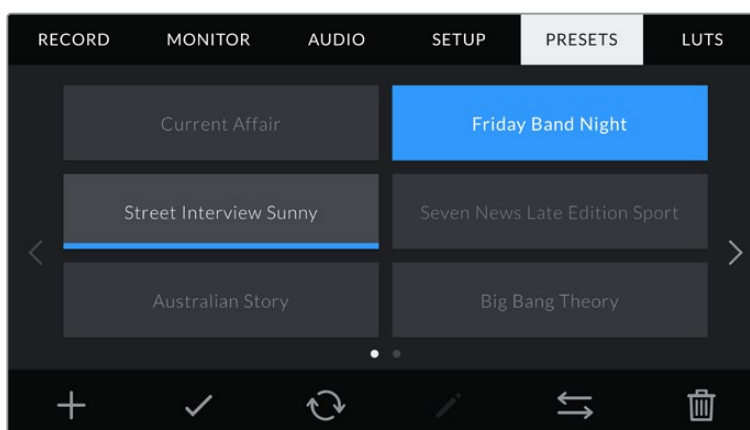 RECORD MONITOR AUDIO SETUP PRESETS LUTS
Current Affair Friday Band Night
Street Interview Sunny Seven News Late Edition Sport
Australian Story Big Bang Theory